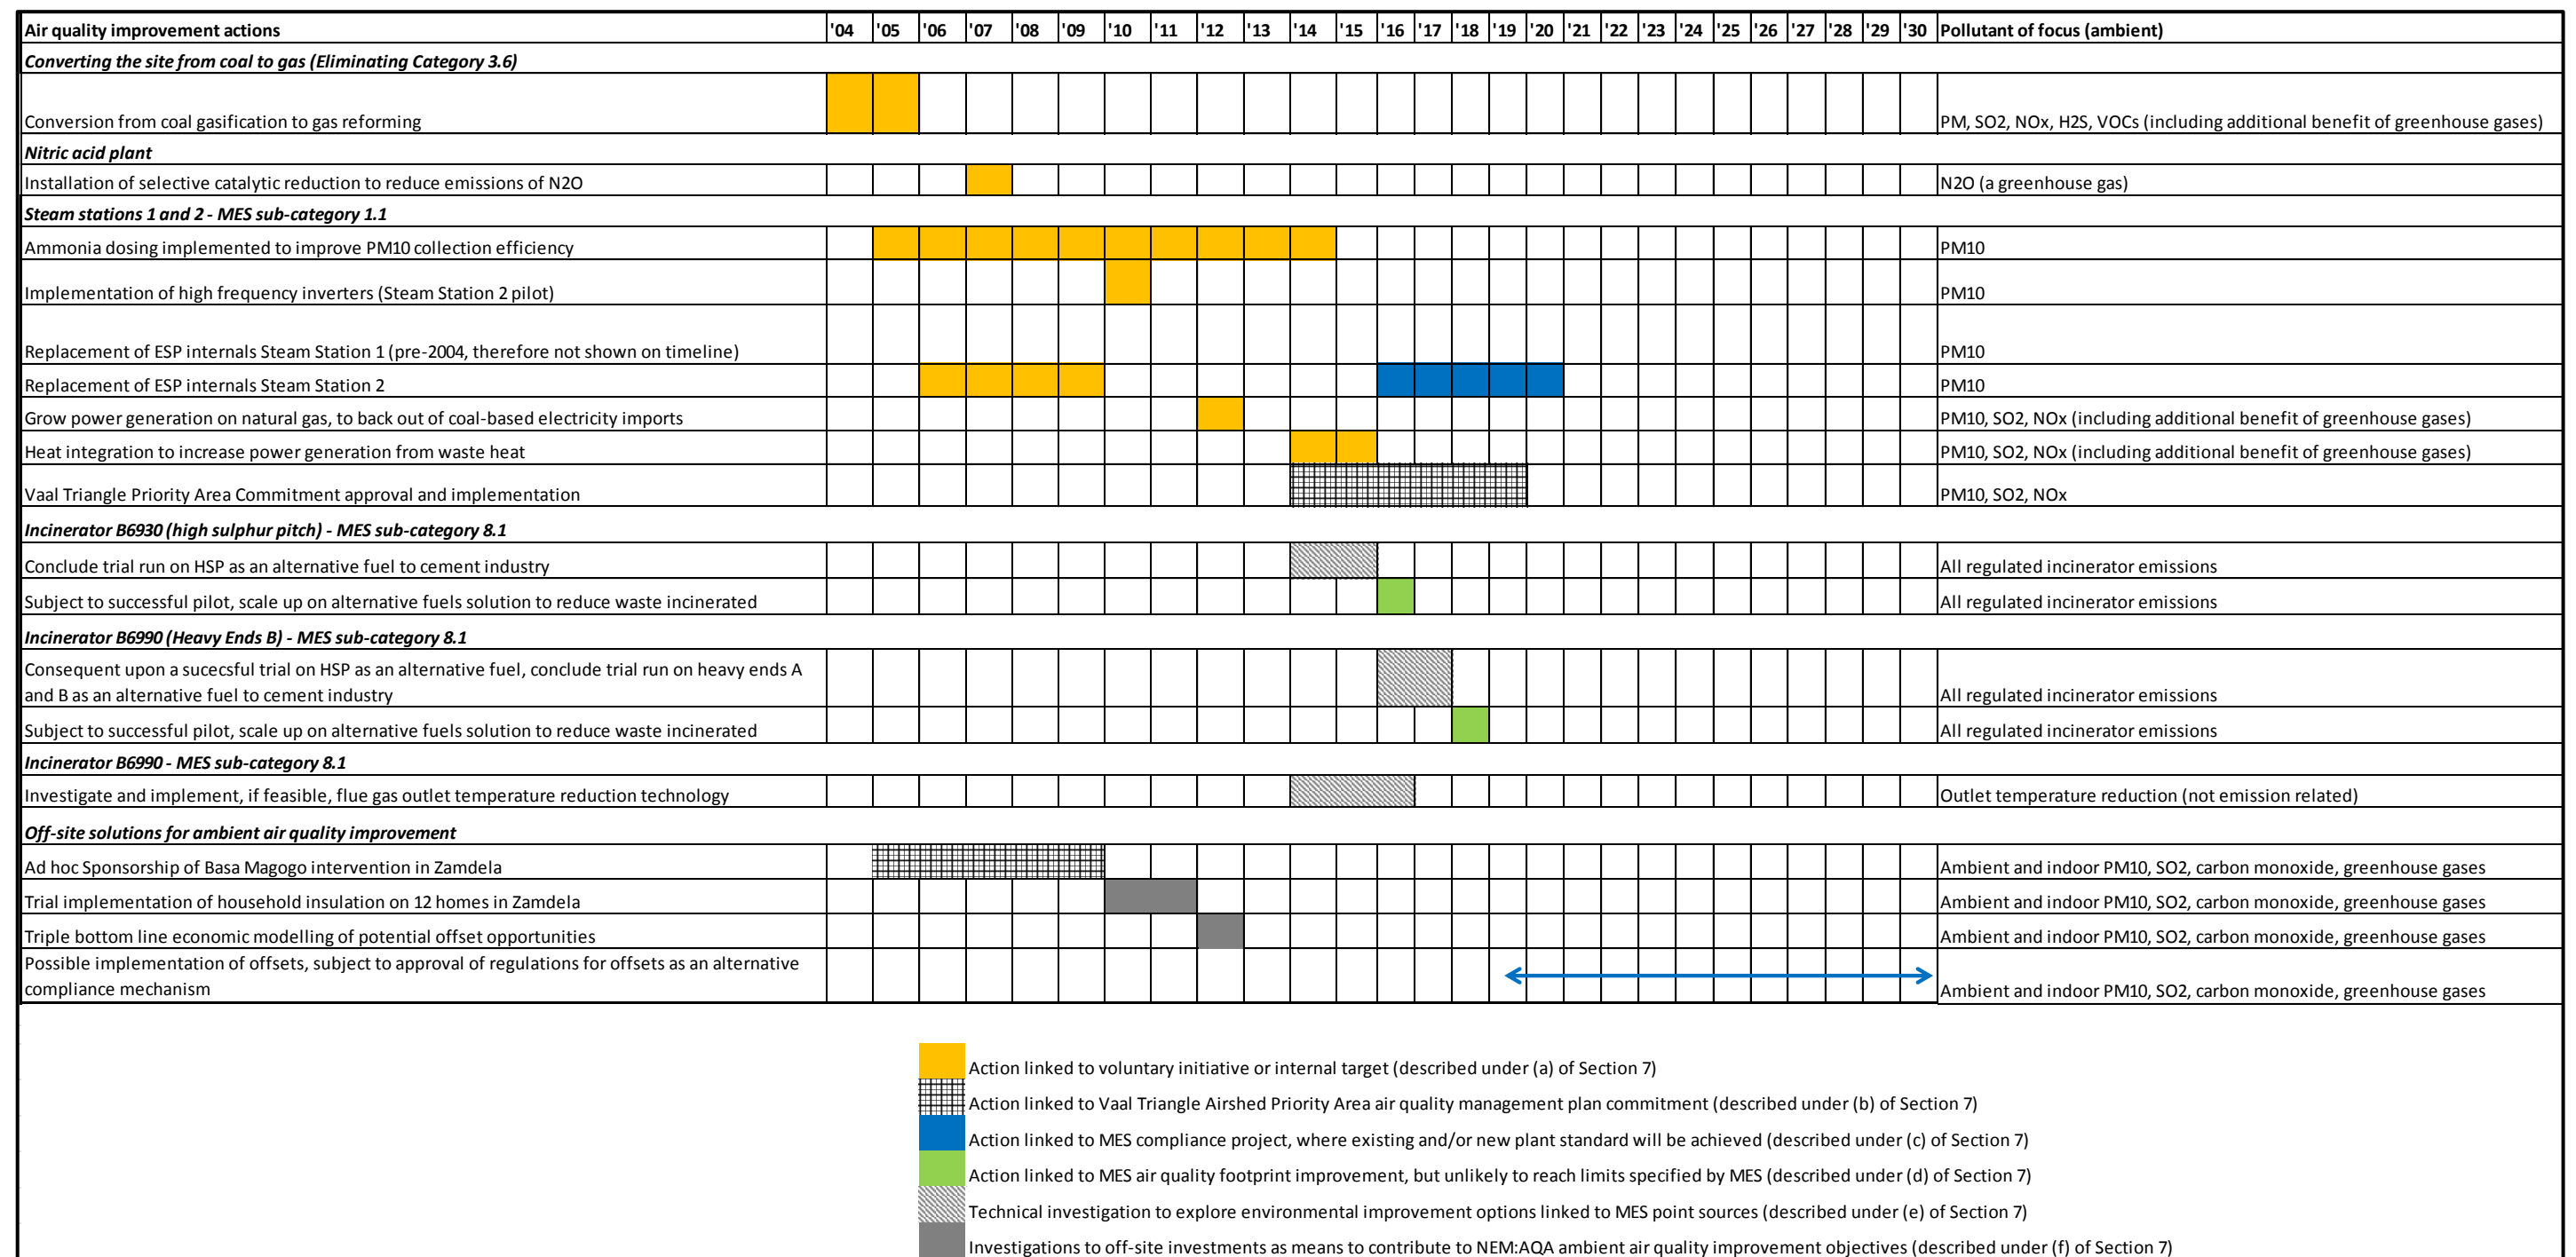 Air quality improvement actions '04 '05 '06 '07 '08 '09 '10 '11 '12 '13 '14 '15 '16 '17 '18 '19 '20 '21 '22 '23 '24 '25 '26 '27 '28 '29 '30 Pollutant of focus (ambient)
Converting the site from coal to gas (Eliminating Category 3.6)
Conversion from coal gasification to gas reforming PM, SO2, NOx, H2S, VOCs (including additional benefit of greenhouse gases)
Nitric acid plant
Installation of selective catalytic reduction to reduce emissions of N2O N2O (a greenhouse gas)
Steam stations 1 and 2 - MES sub-category 1.1
Ammonia dosing implemented to improve PM10 collection efficiency PM10
Implementation of high frequency inverters (Steam Station 2 pilot) PM10
Replacement of ESP internals Steam Station 1 (pre-2004, therefore not shown on timeline) PM10
Replacement of ESP internals Steam Station 2 PM10
Grow power generation on natural gas, to back out of coal-based electricity imports PM10, SO2, NOx (including additional benefit of greenhouse gases)
Heat integration to increase power generation from waste heat PM10, SO2, NOx (including additional benefit of greenhouse gases)
Vaal Triangle Priority Area Commitment approval and implementation PM10, SO2, NOx
Incinerator B6930 (high sulphur pitch) - MES sub-category 8.1
Conclude trial run on HSP as an alternative fuel to cement industry All regulated incinerator emissions
Subject to successful pilot, scale up on alternative fuels solution to reduce waste incinerated All regulated incinerator emissions
Incinerator B6990 (Heavy Ends B) - MES sub-category 8.1
Consequent upon a sucecsful trial on HSP as an alternative fuel, conclude trial run on heavy ends A
and B as an alternative fuel to cement industry All regulated incinerator emissions
Subject to successful pilot, scale up on alternative fuels solution to reduce waste incinerated All regulated incinerator emissions
Incinerator B6990 - MES sub-category 8.1
Investigate and implement, if feasible, flue gas outlet temperature reduction technology Outlet temperature reduction (not emission related)
Off-site solutions for ambient air quality improvement
Ad hoc Sponsorship of Basa Magogo intervention in Zamdela Ambient and indoor PM10, SO2, carbon monoxide, greenhouse gases
Trial implementation of household insulation on 12 homes in Zamdela Ambient and indoor PM10, SO2, carbon monoxide, greenhouse gases
Triple bottom line economic modelling of potential offset opportunities Ambient and indoor PM10, SO2, carbon monoxide, greenhouse gases
Possible implementation of offsets, subject to approval of regulations for offsets as an alternative
compliance mechanism Ambient and indoor PM10, SO2, carbon monoxide, greenhouse gases
Action linked to voluntary initiative or internal target (described under (a) of Section 7)
Action linked to Vaal Triangle Airshed Priority Area air quality management plan commitment (described under (b) of Section 7)
Action linked to MES compliance project, where existing and/or new plant standard will be achieved (described under (c) of Section 7)
Action linked to MES air quality footprint improvement, but unlikely to reach limits specified by MES (described under (d) of Section 7)
Technical investigation to explore environmental improvement options linked to MES point sources (described under (e) of Section 7)
Investigations to off-site investments as means to contribute to NEM:AQA ambient air quality improvement objectives (described under (f) of Section 7)